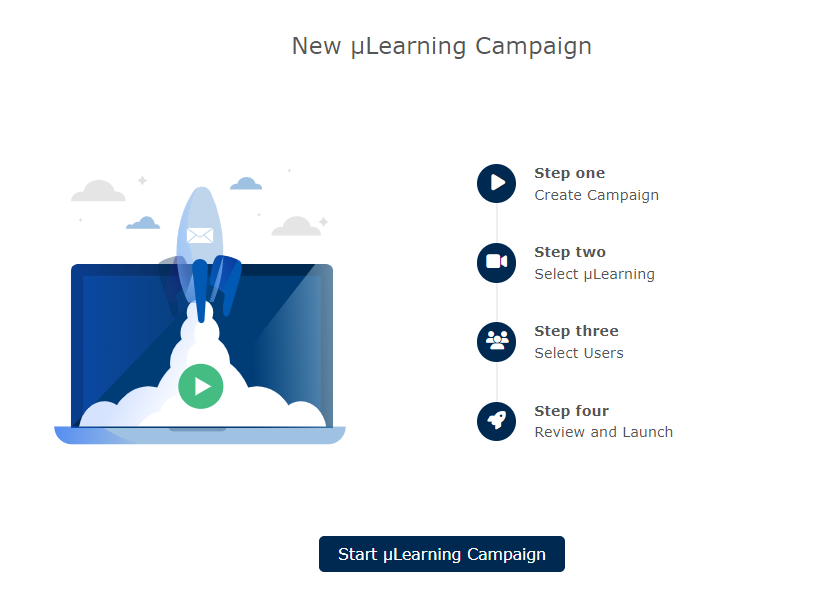 New µLearning Campaign
Step one
Create Campaign
Step two
Select µLearning
Step three
Select Users
Step four
Review and Launch
Start µLearning Campaign